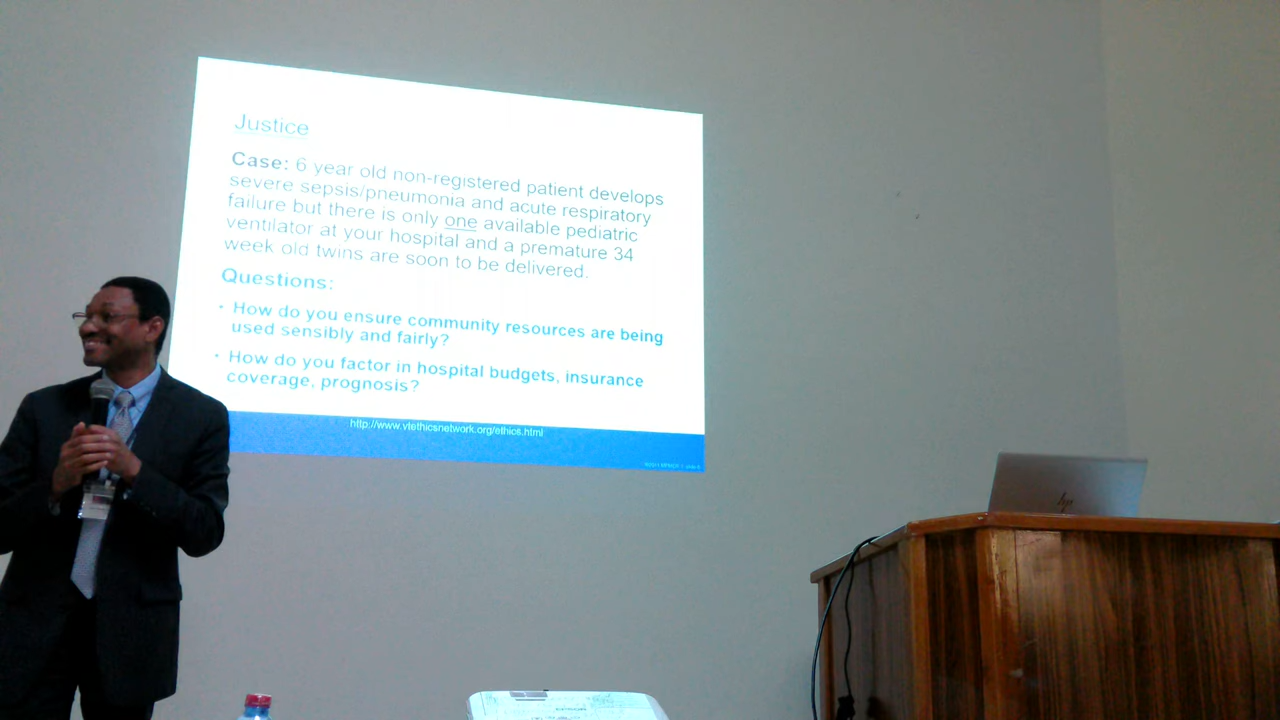 Justice
Case: 6 year old non-registered patient develops
severe sepsis/pneumonia and acute respiratory
failure but there is only one available pediatric
ventilator at your hospital and a premature 34
week old twins are soon to be delivered.
Questions:
• How do you ensure community resources are being
used sensibly and fairly?
• How do you factor in hospital budgets, insurance
coverage, prognosis?
http://www.vtethicsnetwork.org/ethics.html
hp